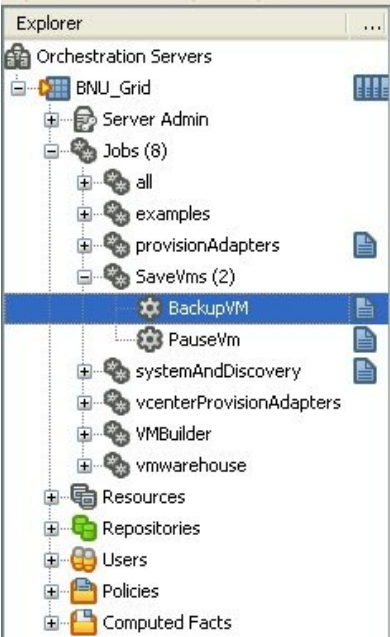 Explorer ...
Orchestration Servers
BNU_Grid
Server Admin
Jobs (8)
all
examples
provisionAdapters
SaveVms (2)
BackupVM
PauseVm
systemAndDiscovery
vcenterProvisionAdapters
VMBuilder
vmwarehouse
Resources
Repositories
Users
Policies
Computed Facts